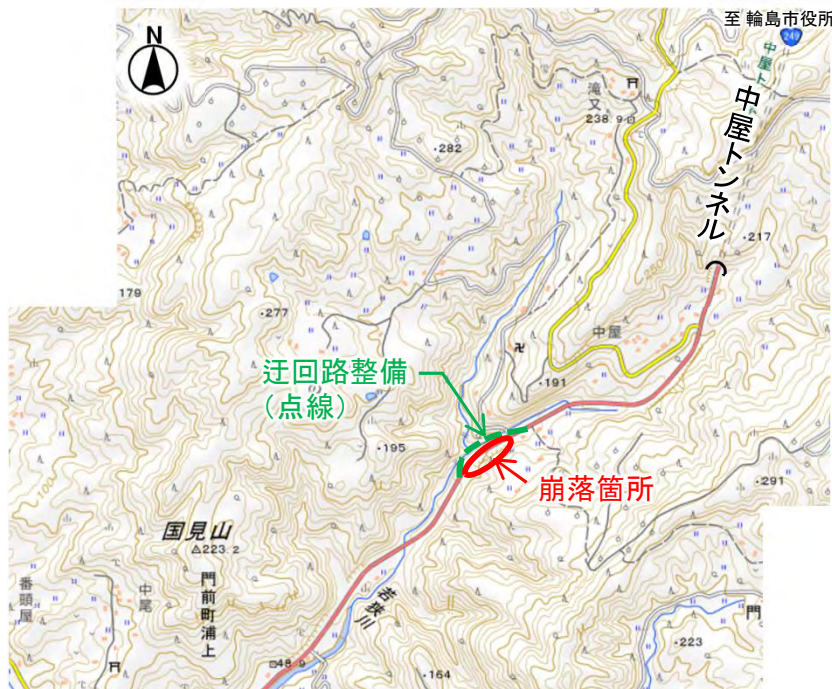 至 輪島市役所
N
249
中屋ト
中屋トンネル
滝又
238.9
282
217
179
277
中屋
迂回路整備
(点線)
191
195
崩落箇所
291
国見山
223.2
門前町浦上
中尾
番頭屋
若狭川
門
223
48.9
164
100
200